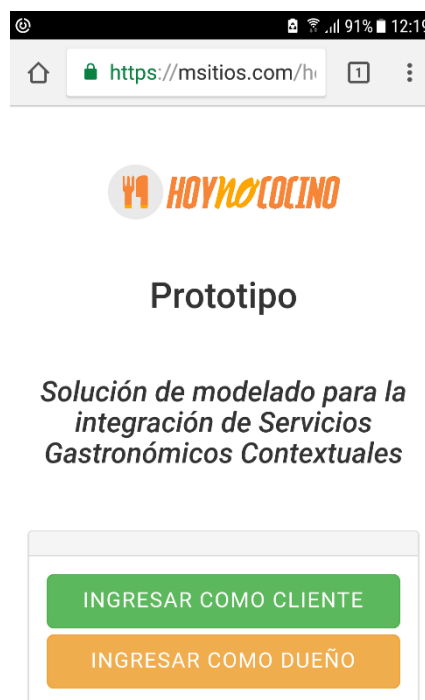 91% 12:19
https://msitios.com/h
1
HOYNOCOCINO
Prototipo
Solución de modelado para la
integración de Servicios
Gastronómicos Contextuales
INGRESAR COMO CLIENTE
INGRESAR COMO DUEÑO